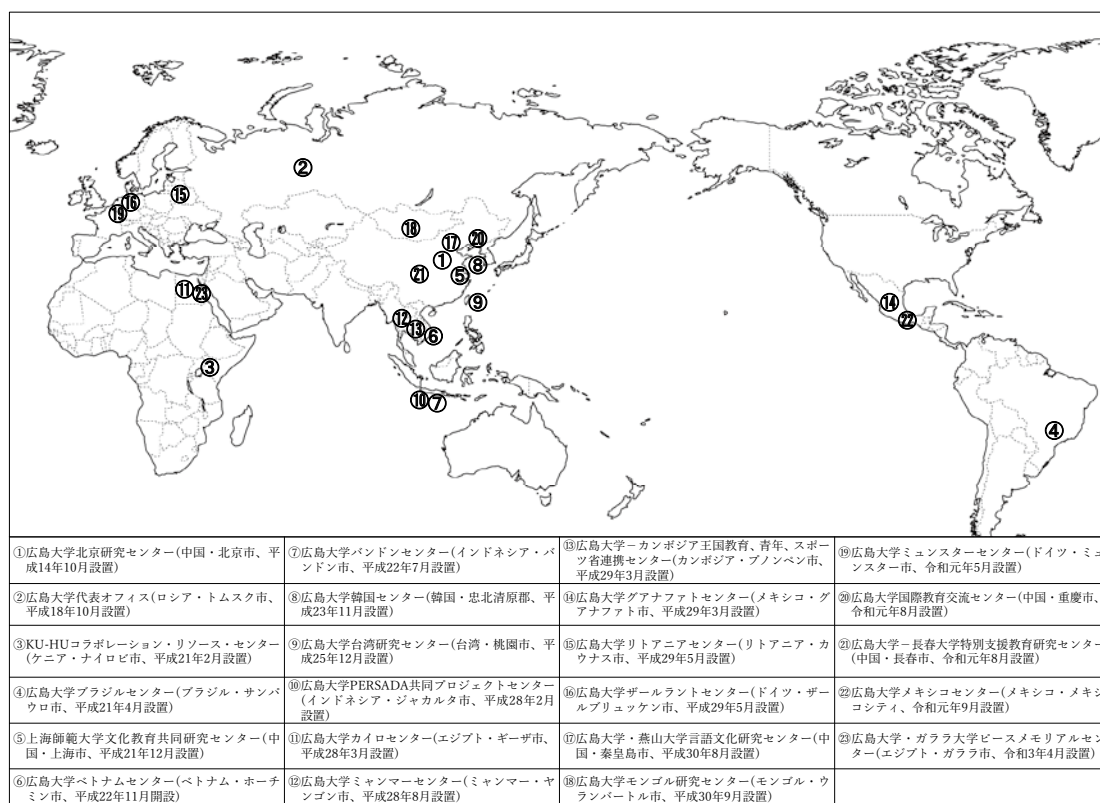 ②
⑮
⑯
⑲
⑱
⑰
⑳
①
⑧
㉑
⑤
⑪
㉓
⑨
⑭
⑫
㉒
⑬
⑥
③
⑩
⑦
④
①広島大学北京研究センター(中国・北京市、平
成14年10月設置)
②広島大学代表オフィス(ロシア・トムスク市、
平成18年10月設置)
③KU-HUコラボレーション・リソース・センター
(ケニア・ナイロビ市、平成21年2月設置)
④広島大学ブラジルセンター(ブラジル・サンパ
ウロ市、平成21年4月設置)
⑤上海師範大学文化教育共同研究センター(中
国・上海市、平成21年12月設置)
⑥広島大学ベトナムセンター(ベトナム・ホーチ
ミン市、平成22年11月開設)
⑦広島大学バンドンセンター(インドネシア・バ
ンドン市、平成22年7月設置)
⑧広島大学韓国センター(韓国・忠北清原郡、平
成23年11月設置)
⑨広島大学台湾研究センター(台湾・桃園市、平
成25年12月設置)
⑩広島大学PERSADA共同プロジェクトセンター
(インドネシア・ジャカルタ市、平成28年2月
設置)
⑪広島大学カイロセンター(エジプト・ギーザ市、
平成28年3月設置)
⑫広島大学ミャンマーセンター(ミャンマー・ヤ
ンゴン市、平成28年8月設置)
⑬広島大学－カンボジア王国教育、青年、スポー
ツ省連携センター(カンボジア・プノンペン市、
平成29年3月設置)
⑭広島大学グアナファトセンター(メキシコ・グ
アナファト市、平成29年3月設置)
⑮広島大学リトアニアセンター(リトアニア・カ
ウナス市、平成29年5月設置)
⑯広島大学ザールラントセンター(ドイツ・ザー
ルブリュッケン市、平成29年5月設置)
⑰広島大学・燕山大学言語文化研究センター(中
国・秦皇島市、平成30年8月設置)
⑱広島大学モンゴル研究センター(モンゴル・ウ
ランバートル市、平成30年9月設置)
⑲広島大学ミュンスターセンター(ドイツ・ミュ
ンスター市、令和元年5月設置)
⑳広島大学国際教育交流センター(中国・重慶市、
令和元年8月設置)
㉑広島大学－長春大学特別支援教育研究センター
(中国・長春市、令和元年8月設置)
㉒広島大学メキシコセンター(メキシコ・メキシ
コシティ、令和元年9月設置)
㉓広島大学・ガララ大学ピースメモリアルセン
ター(エジプト・ガララ市、令和3年4月設置)